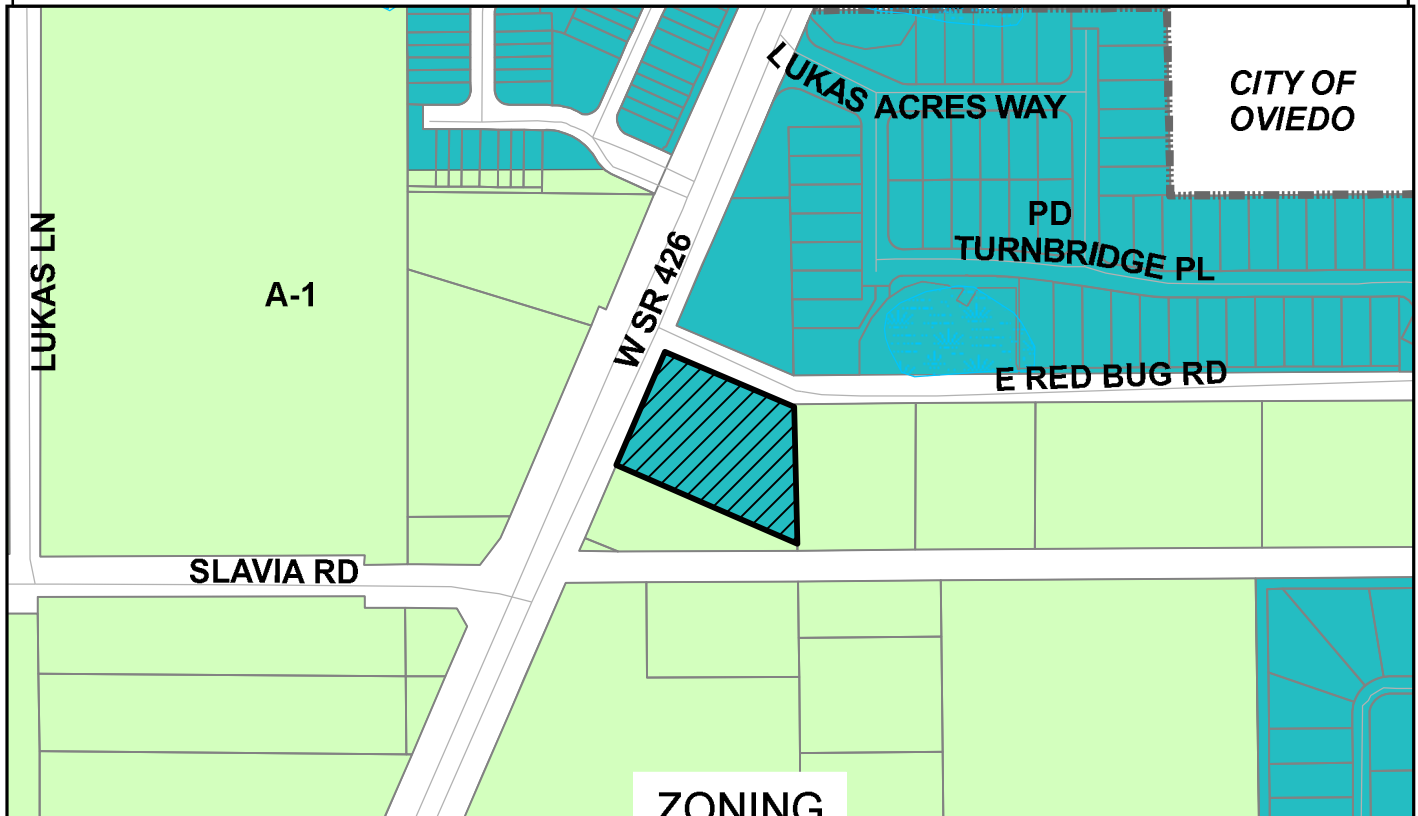 LUKAS ACRES WAY
CITY OF
OVIEDO
PD
TURNBRIDGE PL
LUKAS LN
A-1
W SR 426
E RED BUG RD
SLAVIA RD
ZONING